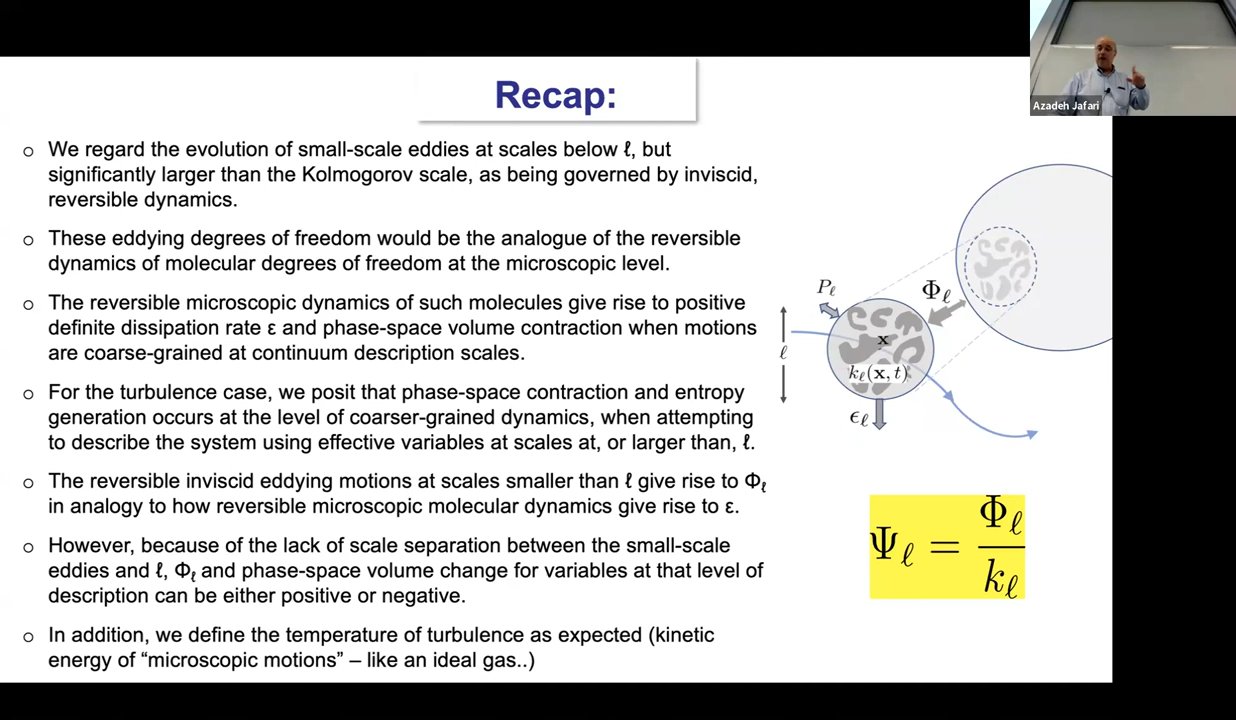 Recap:
Azadeh Jafari
○ We regard the evolution of small-scale eddies at scales below ℓ, but
significantly larger than the Kolmogorov scale, as being governed by inviscid,
reversible dynamics.
○ These eddying degrees of freedom would be the analogue of the reversible
dynamics of molecular degrees of freedom at the microscopic level.
○ The reversible microscopic dynamics of such molecules give rise to positive
definite dissipation rate ε and phase-space volume contraction when motions
are coarse-grained at continuum description scales.
○ For the turbulence case, we posit that phase-space contraction and entropy
generation occurs at the level of coarser-grained dynamics, when attempting
to describe the system using effective variables at scales at, or larger than, ℓ.
○ The reversible inviscid eddying motions at scales smaller than ℓ give rise to Φℓ
in analogy to how reversible microscopic molecular dynamics give rise to ε.
○ However, because of the lack of scale separation between the small-scale
eddies and ℓ, Φℓ and phase-space volume change for variables at that level of
description can be either positive or negative.
○ In addition, we define the temperature of turbulence as expected (kinetic
energy of “microscopic motions” – like an ideal gas..)
Pℓ
Φℓ
ℓ
x
kℓ(x, t)
ϵℓ
Ψℓ = Φℓ / kℓ